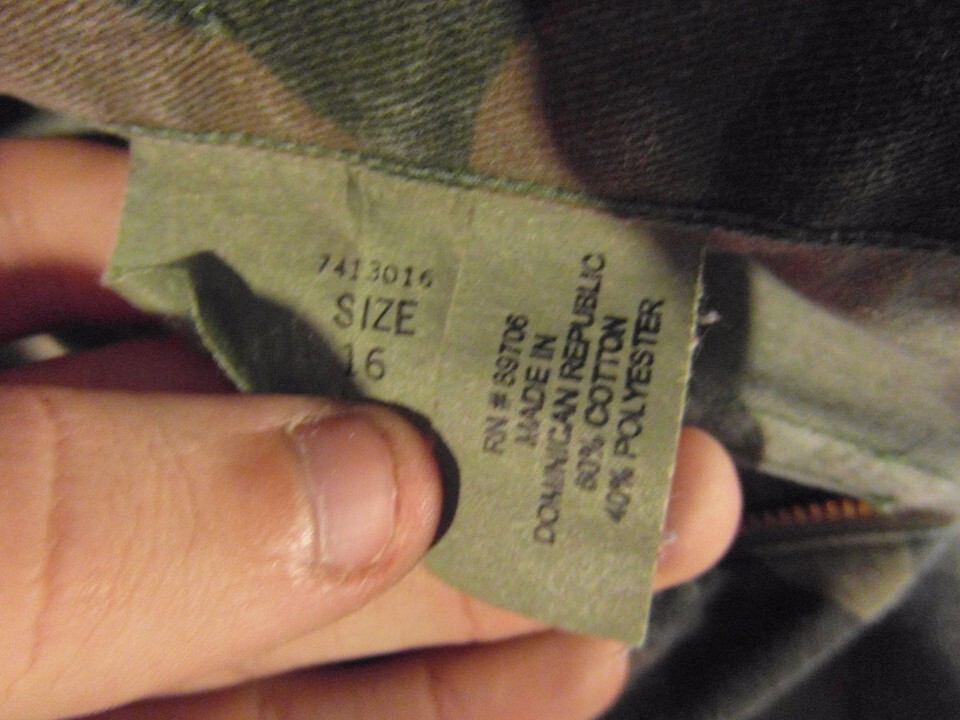 7413016
SIZE
16
RN # 89706
MADE IN
DOMINICAN REPUBLIC
60% COTTON
40% POLYESTER